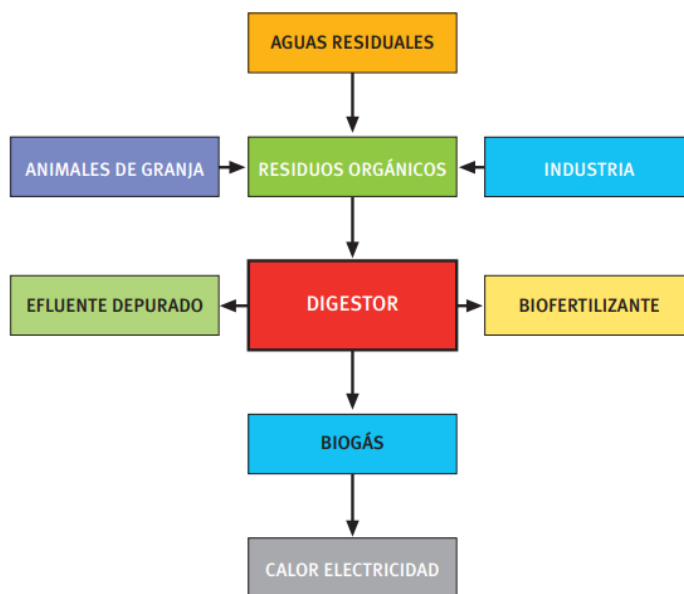 AGUAS RESIDUALES
ANIMALES DE GRANJA
RESIDUOS ORGÁNICOS
INDUSTRIA
EFLUENTE DEPURADO
DIGESTOR
BIOFERTILIZANTE
BIOGÁS
CALOR ELECTRICIDAD